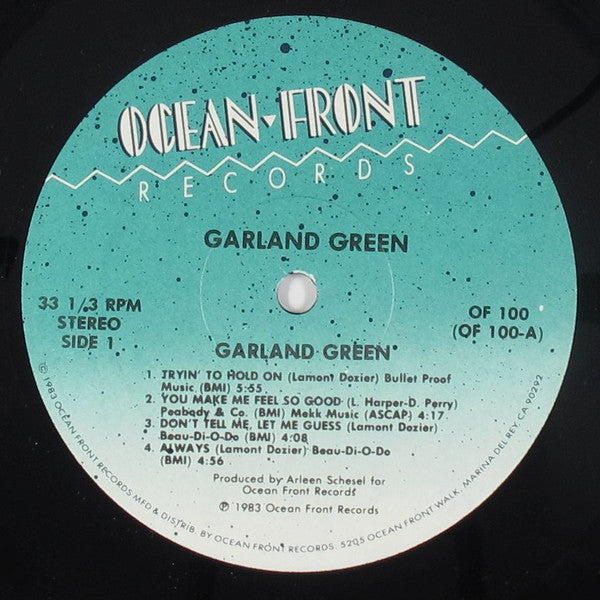 OCEAN FRONT
RECORDS
GARLAND GREEN
33 1/3 RPM
STEREO
SIDE 1
OF 100
(OF 100-A)
GARLAND GREEN
1. TRYIN' TO HOLD ON (Lamont Dozier) Bullet Proof
Music (BMI) 5:55
2. YOU MAKE ME FEEL SO GOOD (L. Harper-D. Perry)
Peabody & Co. (BMI) Mekk Music (ASCAP) 4:17
3. DON'T TELL ME, LET ME GUESS (Lamont Dozier)
Beau-Di-O-Do (BMI) 4:08
4. ALWAYS (Lamont Dozier) Beau-Di-O-Do
(BMI) 4:56
Produced by Arleen Schesel for
Ocean Front Records
℗ 1983 Ocean Front Records
© 1983 OCEAN FRONT RECORDS MFD & DISTRIB. BY OCEAN FRONT RECORDS. 5205 OCEAN FRONT WALK, MARINA DEL REY, CA 90292